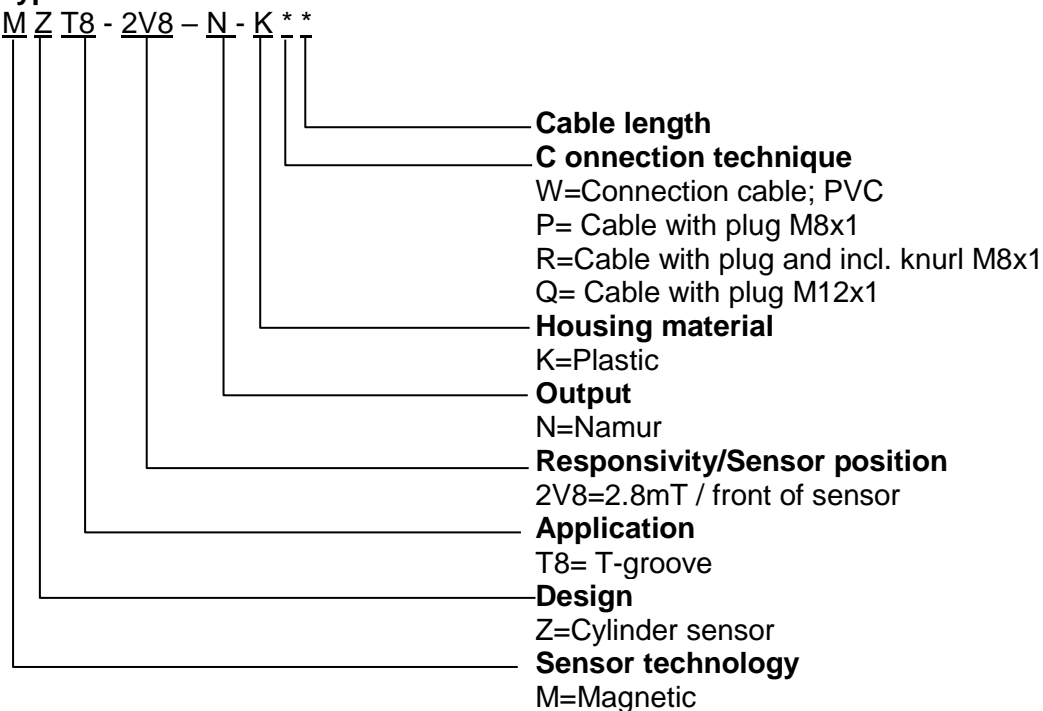 M Z T8 - 2V8 – N - K * *
Cable length
C onnection technique
W=Connection cable; PVC
P= Cable with plug M8x1
R=Cable with plug and incl. knurl M8x1
Q= Cable with plug M12x1
Housing material
K=Plastic
Output
N=Namur
Responsivity/Sensor position
2V8=2.8mT / front of sensor
Application
T8= T-groove
Design
Z=Cylinder sensor
Sensor technology
M=Magnetic